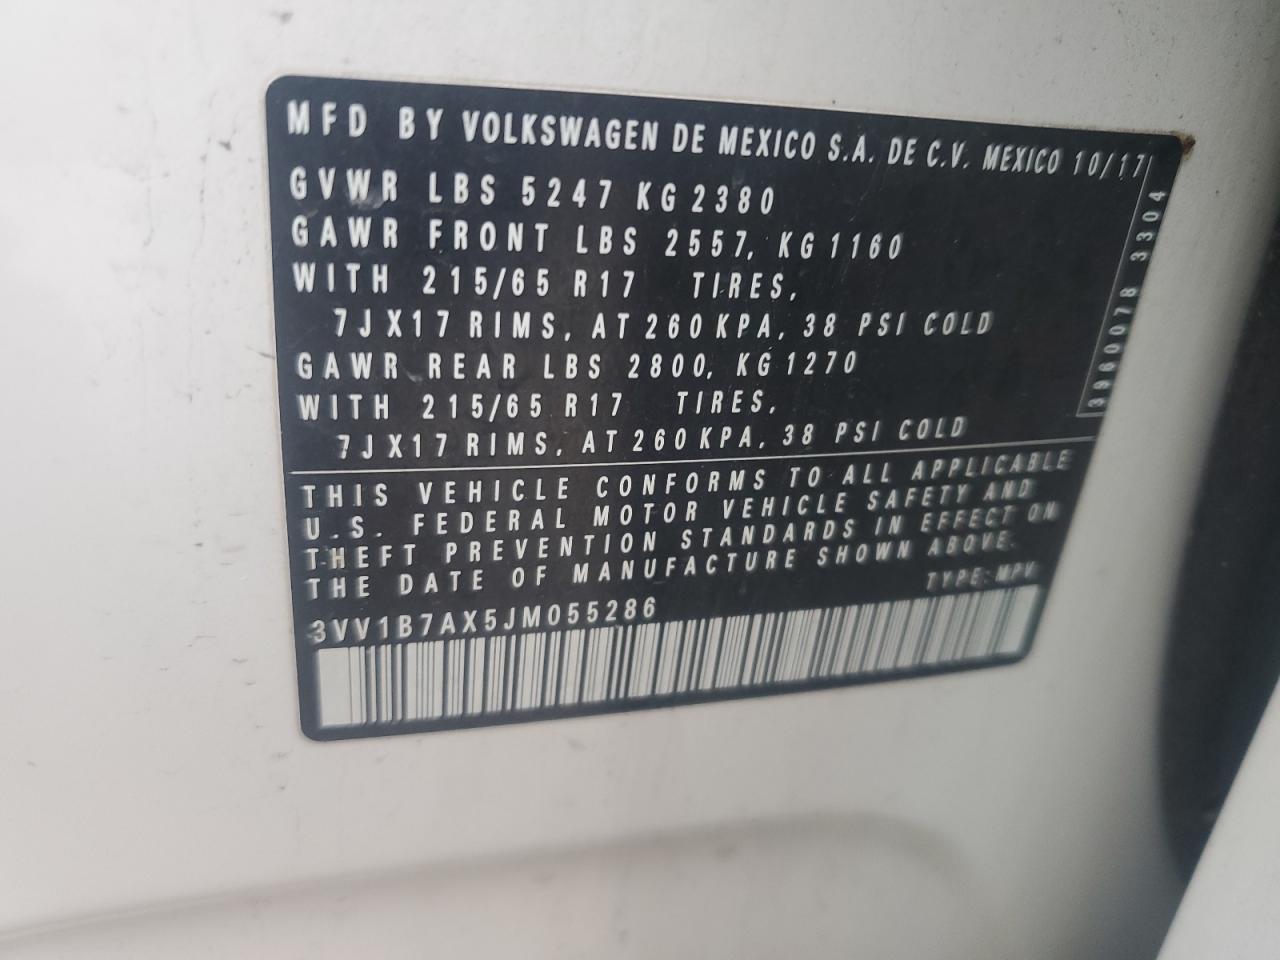 MFD BY VOLKSWAGEN DE MEXICO S.A. DE C.V. MEXICO 10/17
GVWR LBS 5247 KG 2380
GAWR FRONT LBS 2557, KG 1160
WITH 215/65 R17 TIRES,
7JX17 RIMS, AT 260 KPA, 38 PSI COLD
GAWR REAR LBS 2800, KG 1270
WITH 215/65 R17 TIRES,
7JX17 RIMS, AT 260 KPA, 38 PSI COLD
3960078 3304
THIS VEHICLE CONFORMS TO ALL APPLICABLE
U.S. FEDERAL MOTOR VEHICLE SAFETY AND
THEFT PREVENTION STANDARDS IN EFFECT ON
THE DATE OF MANUFACTURE SHOWN ABOVE.
3VV1B7AX5JM055286 TYPE: MPV